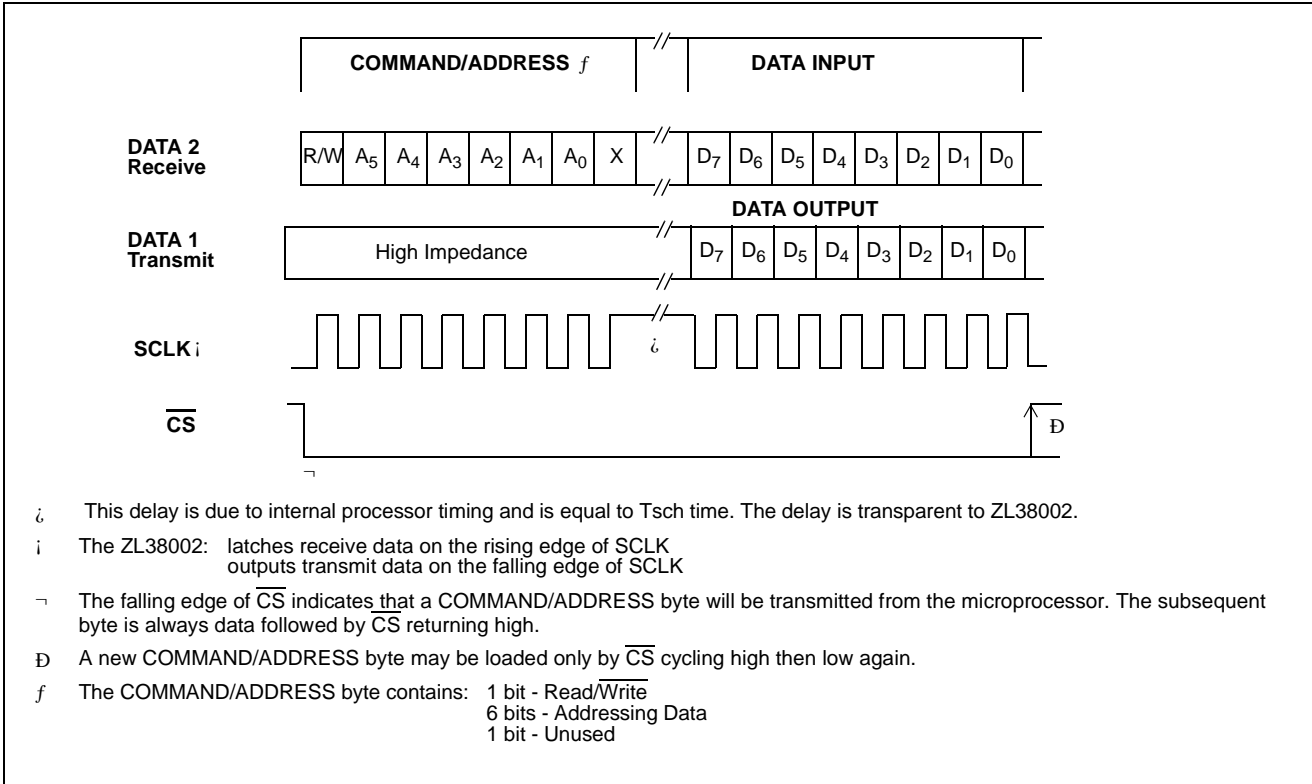 COMMAND/ADDRESS ƒ
DATA INPUT
DATA 2
Receive
R/W A5 A4 A3 A2 A1 A0 X D7 D6 D5 D4 D3 D2 D1 D0
DATA OUTPUT
DATA 1
Transmit
High Impedance
D7 D6 D5 D4 D3 D2 D1 D0
SCLK ¡
¿
CS
Ð
¬
¿ This delay is due to internal processor timing and is equal to Tsch time. The delay is transparent to ZL38002.
¡ The ZL38002: latches receive data on the rising edge of SCLK
outputs transmit data on the falling edge of SCLK
¬ The falling edge of CS indicates that a COMMAND/ADDRESS byte will be transmitted from the microprocessor. The subsequent
byte is always data followed by CS returning high.
Ð A new COMMAND/ADDRESS byte may be loaded only by CS cycling high then low again.
ƒ The COMMAND/ADDRESS byte contains: 1 bit - Read/Write
6 bits - Addressing Data
1 bit - Unused